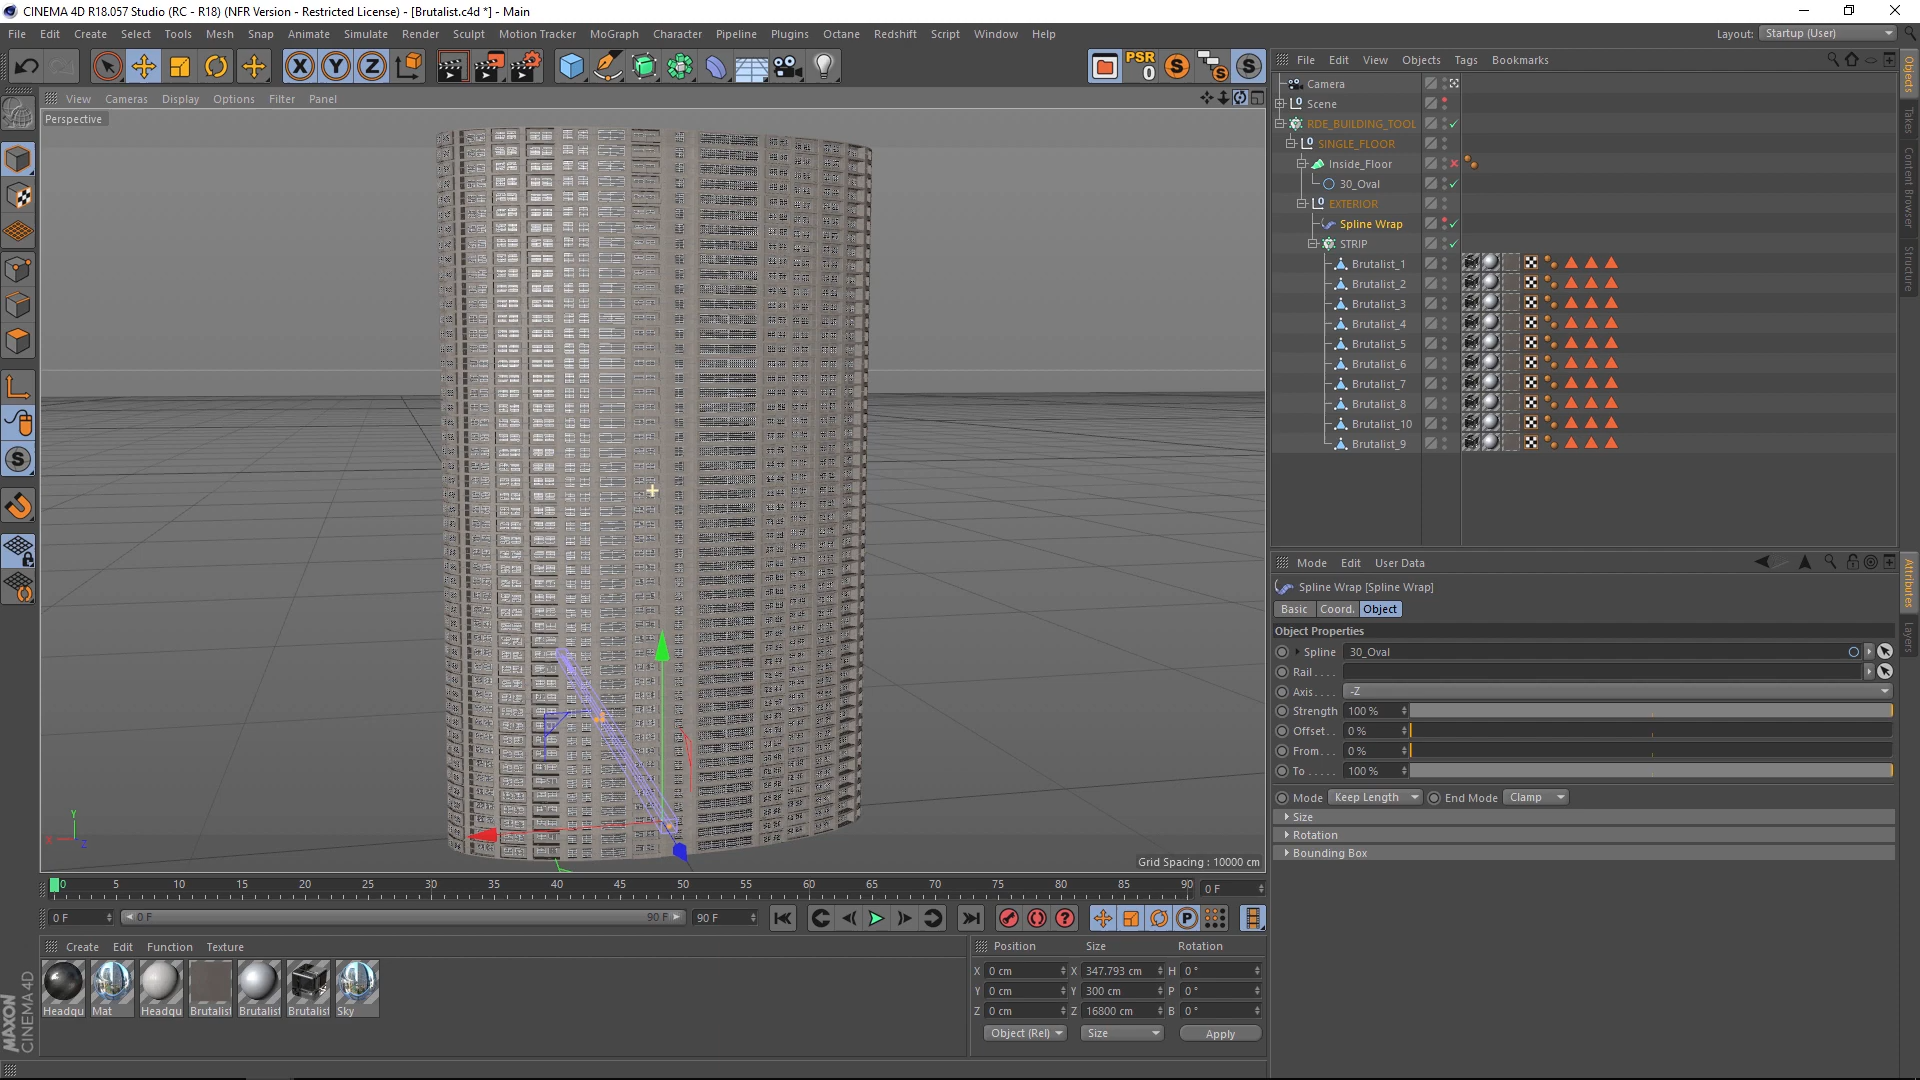 CINEMA 4D R18.057 Studio (RC - R18) (NFR Version - Restricted License) - [Brutalist.c4d *] - Main
File Edit Create Select Tools Mesh Snap Animate Simulate Render Sculpt Motion Tracker MoGraph Character Pipeline Plugins Octane Redshift Script Window Help
Layout: Startup (User)
X Y Z
PSR
0
View Cameras Display Options Filter Panel
Perspective
File Edit View Objects Tags Bookmarks
Camera
Scene
RDE_BUILDING_TOOL
SINGLE_FLOOR
Inside_Floor
30_Oval
EXTERIOR
Spline Wrap
STRIP
Brutalist_1
Brutalist_2
Brutalist_3
Brutalist_4
Brutalist_5
Brutalist_6
Brutalist_7
Brutalist_8
Brutalist_10
Brutalist_9
Objects
Takes
Content Browser
Structure
Mode Edit User Data
Spline Wrap [Spline Wrap]
Basic Coord. Object
Object Properties
Spline 30_Oval
Rail . . . .
Axis . . . . -Z
Strength 100 %
Offset . . 0 %
From . . . 0 %
To . . . . . 100 %
Mode Keep Length End Mode Clamp
Size
Rotation
Bounding Box
Attributes
Layers
Y
X
Z
Grid Spacing : 10000 cm
0 5 10 15 20 25 30 35 40 45 50 55 60 65 70 75 80 85 90
0 F
0 F 0 F 90 F 90 F
P
Create Edit Function Texture
Headqu Mat Headqu Brutalist Brutalist Brutalist Sky
Position Size Rotation
X 0 cm X 347.793 cm H 0 °
Y 0 cm Y 300 cm P 0 °
Z 0 cm Z 16800 cm B 0 °
Object (Rel) Size Apply
MAXON
CINEMA 4D